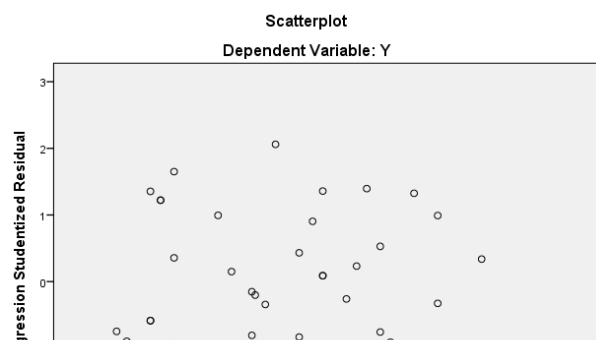 Scatterplot
Dependent Variable: Y
3
2
1
0
gression Studentized Residual